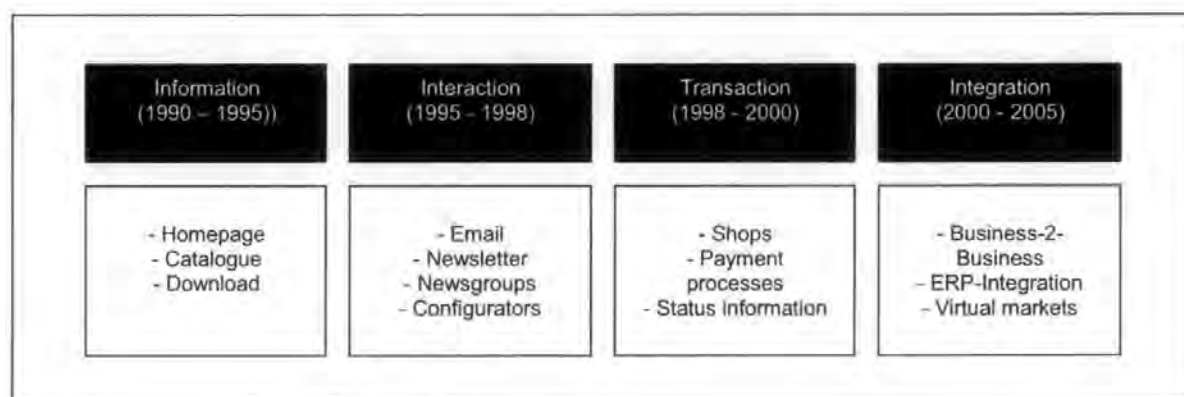 Information
(1990 – 1995))
- Homepage
- Catalogue
- Download
Interaction
(1995 - 1998)
- Email
- Newsletter
- Newsgroups
- Configurators
Transaction
(1998 - 2000)
- Shops
- Payment
processes
- Status information
Integration
(2000 - 2005)
- Business-2-
Business
- ERP-Integration
- Virtual markets